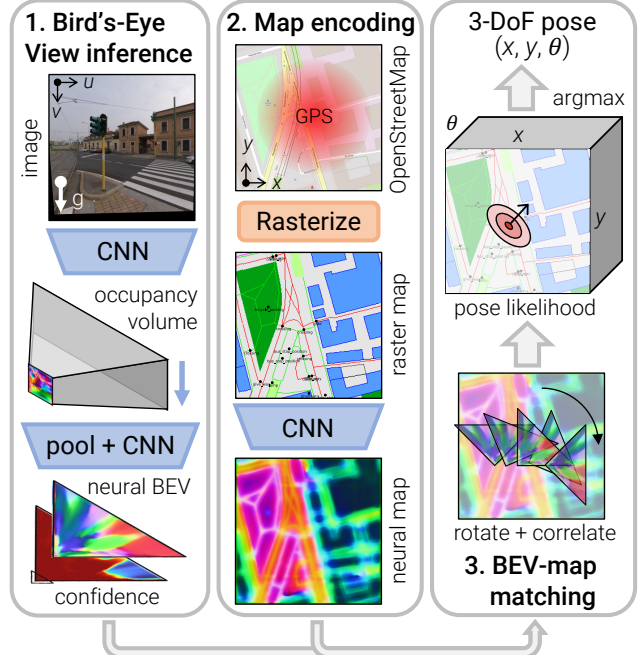 1. Bird's-Eye
View inference
u
v
image
g
CNN
occupancy
volume
pool + CNN
neural BEV
confidence
2. Map encoding
GPS
y
x
OpenStreetMap
Rasterize
raster map
CNN
neural map
3-DoF pose
(x, y, θ)
argmax
θ
x
y
pose likelihood
rotate + correlate
3. BEV-map
matching